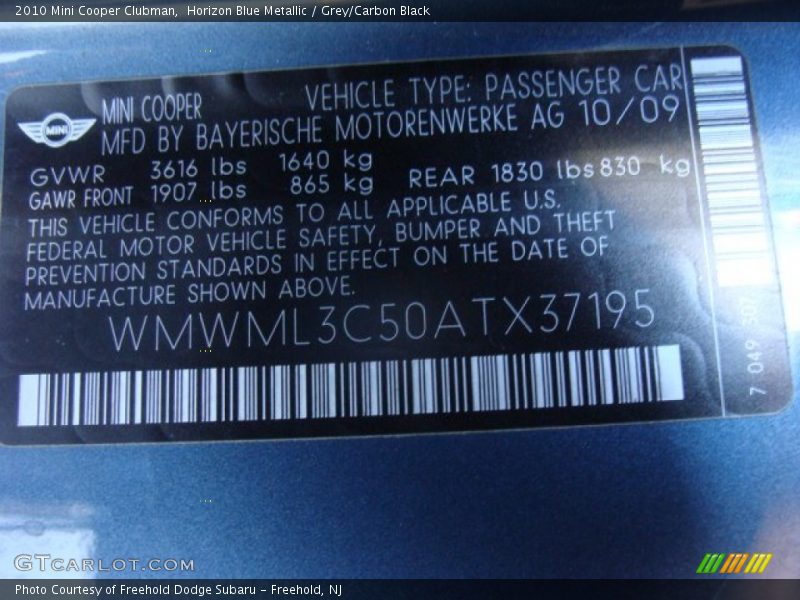 2010 Mini Cooper Clubman,  Horizon Blue Metallic / Grey/Carbon Black
MINI
MINI COOPER VEHICLE TYPE: PASSENGER CAR
MFD BY BAYERISCHE MOTORENWERKE AG 10/09
GVWR 3616 lbs 1640 kg
GAWR FRONT 1907 lbs 865 kg REAR 1830 lbs 830 kg
THIS VEHICLE CONFORMS TO ALL APPLICABLE U.S.
FEDERAL MOTOR VEHICLE SAFETY, BUMPER AND THEFT
PREVENTION STANDARDS IN EFFECT ON THE DATE OF
MANUFACTURE SHOWN ABOVE.
WMWML3C50ATX37195
7 049 307
GTCARLOT.COM
Photo Courtesy of Freehold Dodge Subaru - Freehold, NJ